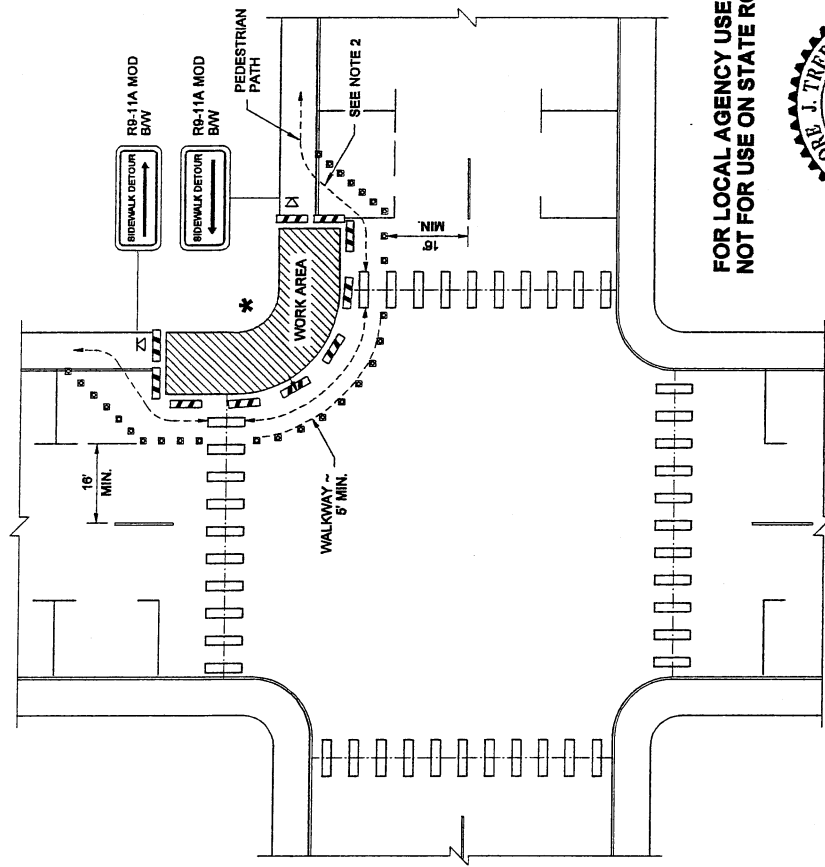 R9-11A MOD
B/W
SIDEWALK DETOUR
R9-11A MOD
B/W
SIDEWALK DETOUR
PEDESTRIAN
PATH
SEE NOTE 2
WORK AREA
*
16'
MIN.
16'
MIN.
WALKWAY ~
5' MIN.
FOR LOCAL AGENCY USE
NOT FOR USE ON STATE
J.